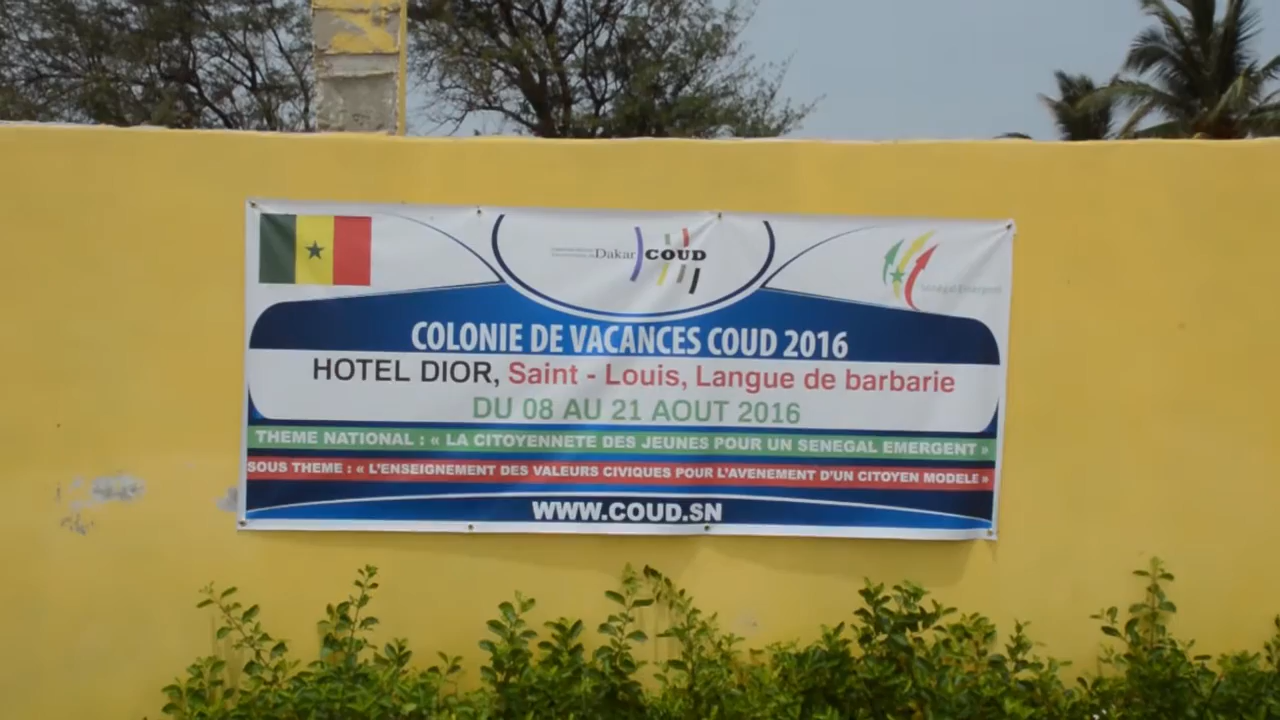 Dakar COUD
Sénégal Emergent
COLONIE DE VACANCES COUD 2016
HOTEL DIOR, Saint - Louis, Langue de barbarie
DU 08 AU 21 AOUT 2016
THEME NATIONAL : « LA CITOYENNETE DES JEUNES POUR UN SENEGAL EMERGENT »
SOUS THEME : « L'ENSEIGNEMENT DES VALEURS CIVIQUES POUR L'AVENEMENT D'UN CITOYEN MODELE »
WWW.COUD.SN